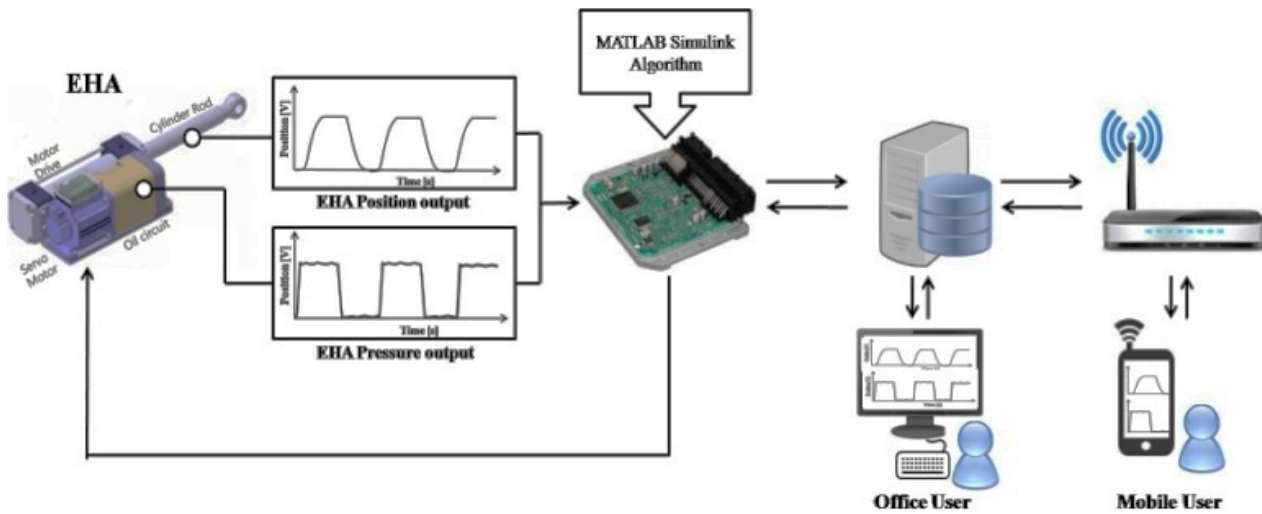 MATLAB Simulink
Algorithm
EHA
Cylinder Rod
Motor
Drive
Oil circuit
Servo
Motor
Position [V]
Time [s]
EHA Position output
Position [V]
Time [s]
EHA Pressure output
Office User
Mobile User